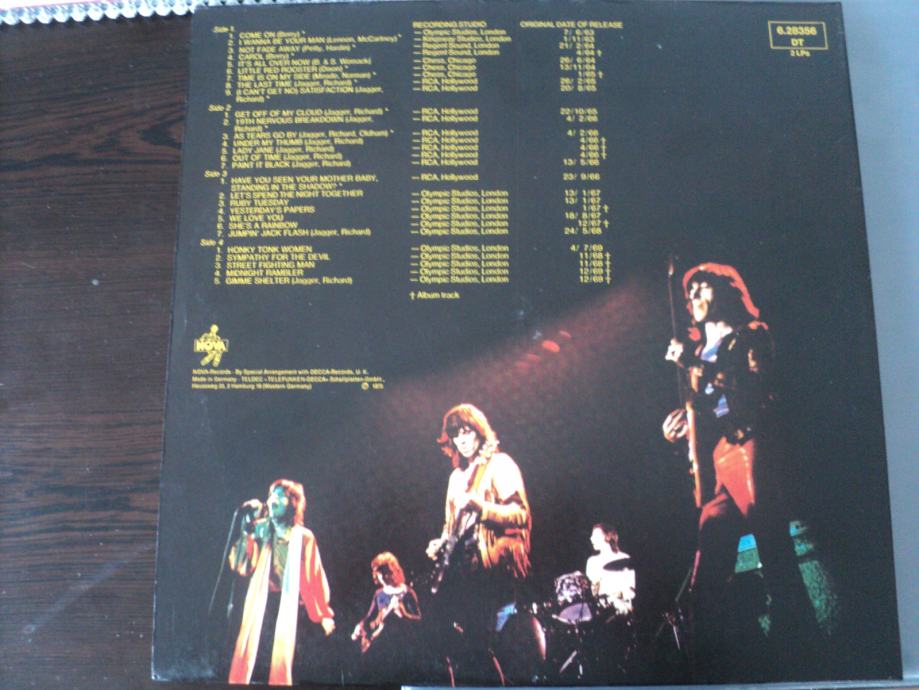 Side 1 RECORDING STUDIO ORIGINAL DATE OF RELEASE
1. COME ON (Berry) * — Olympic Studios, London 7/ 6/63
2. I WANNA BE YOUR MAN (Lennon, McCartney) * — Kingsway Studios, London 1/11/63
3. NOT FADE AWAY (Petty, Hardin) * — Regent Sound, London 21/ 2/64
4. CAROL (Berry) * — Regent Sound, London 4/64 †
5. IT'S ALL OVER NOW (B. & S. Womack) — Chess, Chicago 26/ 6/64
6. LITTLE RED ROOSTER (Dixon) * — Chess, Chicago 13/11/64
7. TIME IS ON MY SIDE (Meade, Norman) * — Chess, Chicago 1/65 †
8. THE LAST TIME (Jagger, Richard) * — RCA, Hollywood 26/ 2/65
9. (I CAN'T GET NO) SATISFACTION (Jagger, — RCA, Hollywood 20/ 8/65
Richard) *
Side 2
1. GET OFF OF MY CLOUD (Jagger, Richard) * — RCA, Hollywood 22/10/65
2. 19TH NERVOUS BREAKDOWN (Jagger, — RCA, Hollywood 4/ 2/66
Richard) *
3. AS TEARS GO BY (Jagger, Richard, Oldham) * — RCA, Hollywood 4/ 2/66
4. UNDER MY THUMB (Jagger, Richard) — RCA, Hollywood 4/66 †
5. LADY JANE (Jagger, Richard) — RCA, Hollywood 4/66 †
6. OUT OF TIME (Jagger, Richard) — RCA, Hollywood 4/66 †
7. PAINT IT BLACK (Jagger, Richard) — RCA, Hollywood 13/ 5/66
Side 3
1. HAVE YOU SEEN YOUR MOTHER BABY, — RCA, Hollywood 23/ 9/66
STANDING IN THE SHADOW? *
2. LET'S SPEND THE NIGHT TOGETHER — Olympic Studios, London 13/ 1/67
3. RUBY TUESDAY — Olympic Studios, London 13/ 1/67
4. YESTERDAY'S PAPERS — Olympic Studios, London 1/67 †
5. WE LOVE YOU — Olympic Studios, London 18/ 8/67
6. SHE'S A RAINBOW — Olympic Studios, London 12/67 †
7. JUMPIN' JACK FLASH (Jagger, Richard) — Olympic Studios, London 24/ 5/68
Side 4
1. HONKY TONK WOMEN — Olympic Studios, London 4/ 7/69
2. SYMPATHY FOR THE DEVIL — Olympic Studios, London 11/68 †
3. STREET FIGHTING MAN — Olympic Studios, London 11/68 †
4. MIDNIGHT RAMBLER — Olympic Studios, London 12/69 †
5. GIMME SHELTER (Jagger, Richard) — Olympic Studios, London 12/69 †
† Album track
6.28356
DT
2 LPs
NOVA
NOVA-Records · By Special Arrangement with DECCA-Records, U. K.
Made in Germany · TELDEC »TELEFUNKEN-DECCA« Schallplatten-GmbH,
Heussweg 25, 2 Hamburg 19 (Western Germany)